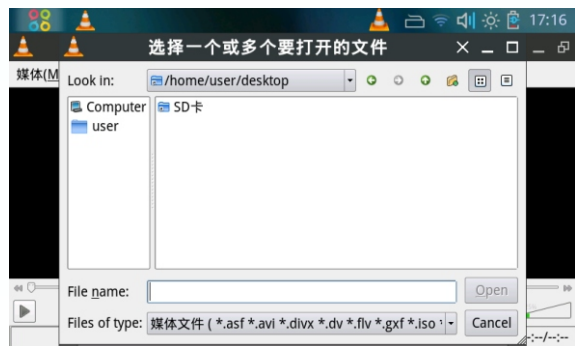 17:16
选择一个或多个要打开的文件
媒体(M
Look in: /home/user/desktop
Computer
user
SD卡
File name:
Open
Files of type: 媒体文件 ( *.asf *.avi *.divx *.dv *.flv *.gxf *.iso
Cancel
-:--/--:--